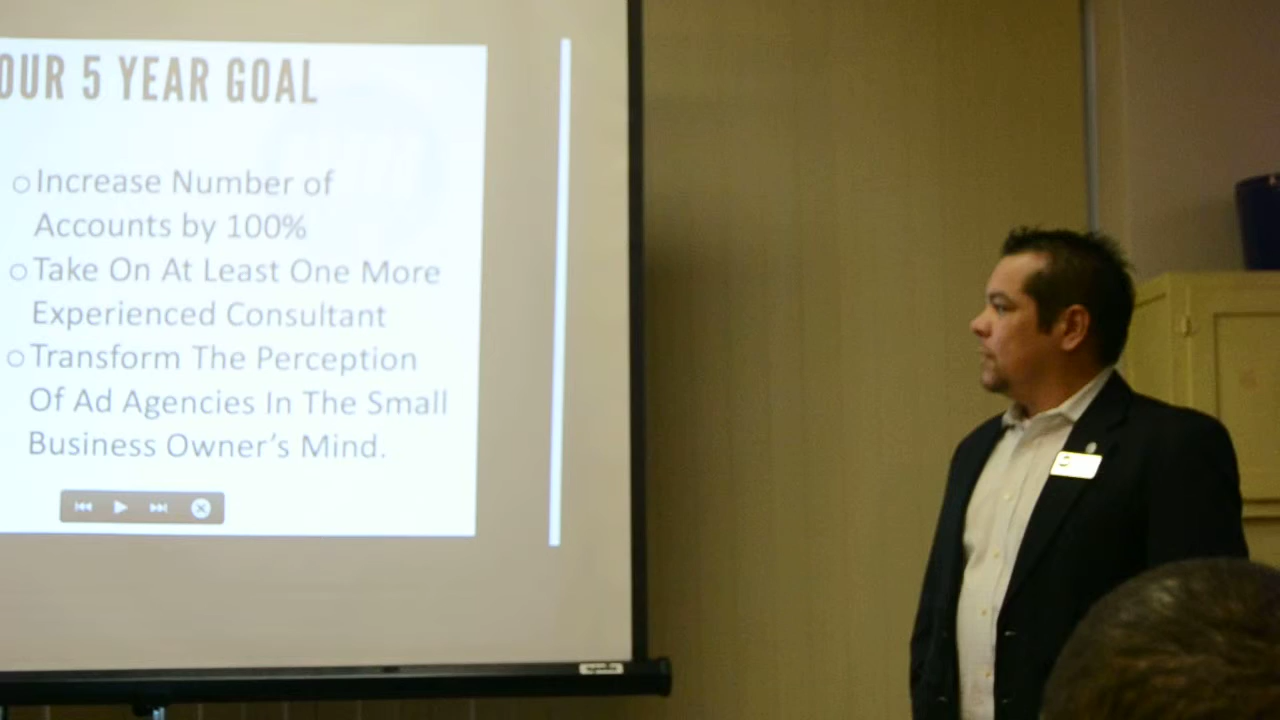 OUR 5 YEAR GOAL
Increase Number of
Accounts by 100%
Take On At Least One More
Experienced Consultant
Transform The Perception
Of Ad Agencies In The Small
Business Owner's Mind.